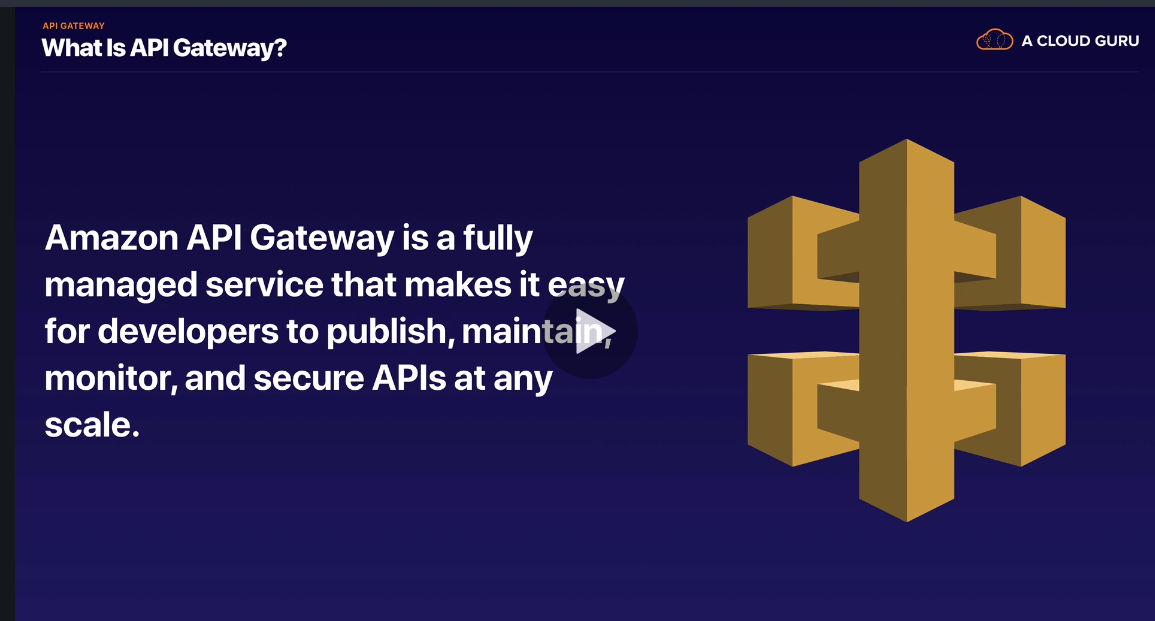 API GATEWAY
What Is API Gateway?
A CLOUD GURU
Amazon API Gateway is a fully
managed service that makes it easy
for developers to publish, maintain,
monitor, and secure APIs at any
scale.